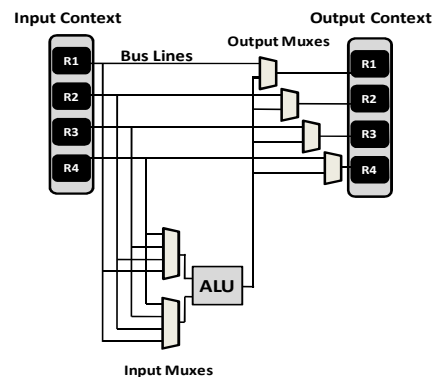 Input Context
Output Context
Output Muxes
Bus Lines
R1
R2
R3
R4
R1
R2
R3
R4
ALU
Input Muxes